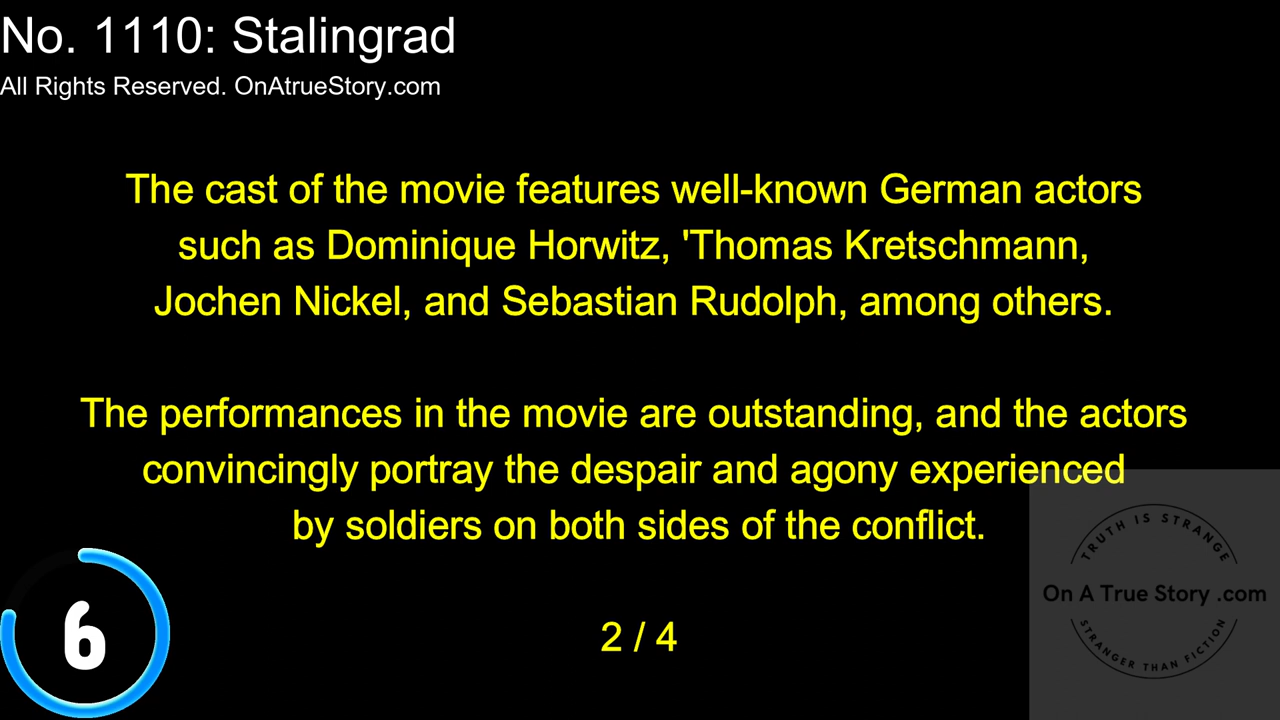 No. 1110: Stalingrad
All Rights Reserved. OnAtrueStory.com
The cast of the movie features well-known German actors
such as Dominique Horwitz, 'Thomas Kretschmann,
Jochen Nickel, and Sebastian Rudolph, among others.
The performances in the movie are outstanding, and the actors
convincingly portray the despair and agony experienced
by soldiers on both sides of the conflict.
TRUTH IS STRANGE
On A True Story .com
STRANGER THAN FICTION
6
2 / 4